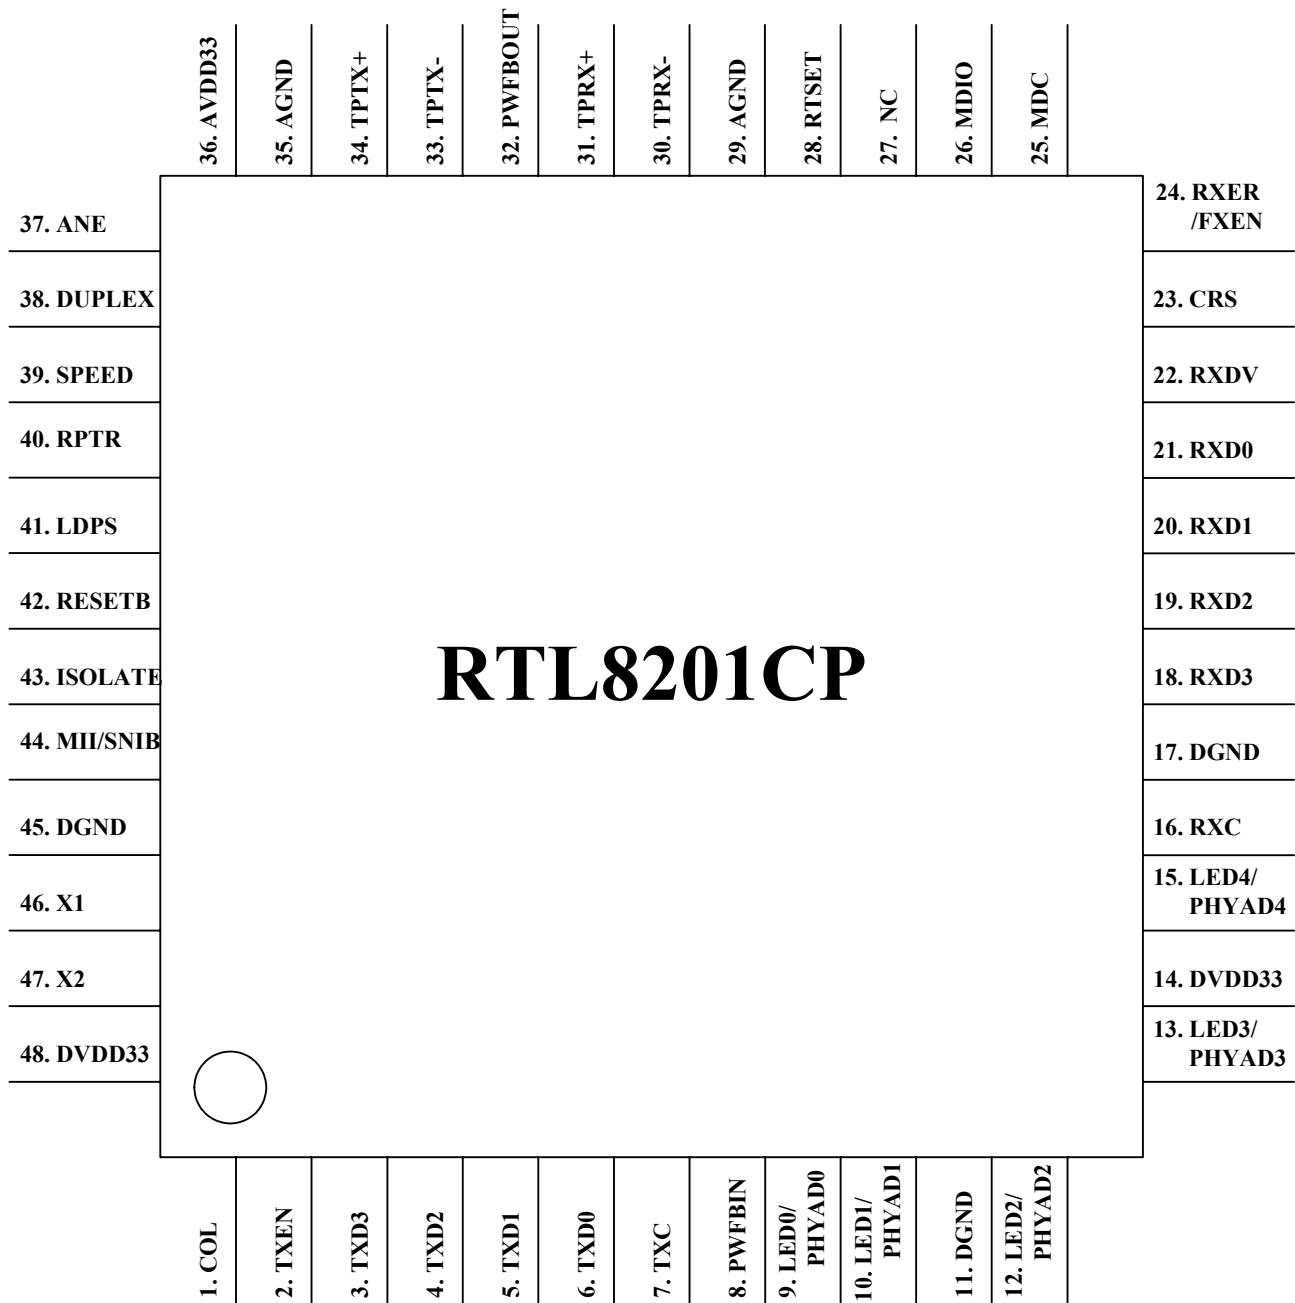 36. AVDD33
35. AGND
34. TPTX+
33. TPTX-
32. PWFBOUT
31. TPRX+
30. TPRX-
29. AGND
28. RTSET
27. NC
26. MDIO
25. MDC
37. ANE
38. DUPLEX
39. SPEED
40. RPTR
41. LDPS
42. RESETB
43. ISOLATE
44. MII/SNIB
45. DGND
46. X1
47. X2
48. DVDD33
RTL8201CP
24. RXER
/FXEN
23. CRS
22. RXDV
21. RXD0
20. RXD1
19. RXD2
18. RXD3
17. DGND
16. RXC
15. LED4/
PHYAD4
14. DVDD33
13. LED3/
PHYAD3
1. COL
2. TXEN
3. TXD3
4. TXD2
5. TXD1
6. TXD0
7. TXC
8. PWFBIN
9. LED0/
PHYAD0
10. LED1/
PHYAD1
11. DGND
12. LED2/
PHYAD2